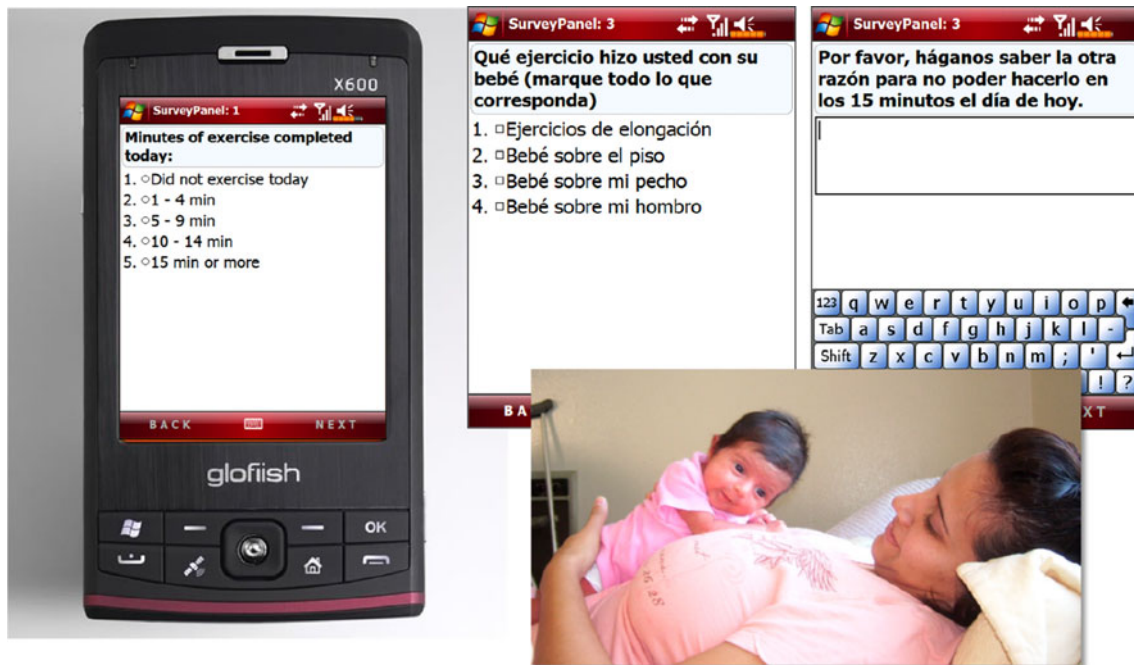 X600
SurveyPanel: 1
Minutes of exercise completed
today:
1. Did not exercise today
2. 1 - 4 min
3. 5 - 9 min
4. 10 - 14 min
5. 15 min or more
BACK NEXT
glofiish
OK
SurveyPanel: 3
Qué ejercicio hizo usted con su
bebé (marque todo lo que
corresponda)
1. Ejercicios de elongación
2. Bebé sobre el piso
3. Bebé sobre mi pecho
4. Bebé sobre mi hombro
BA
SurveyPanel: 3
Por favor, háganos saber la otra
razón para no poder hacerlo en
los 15 minutos el día de hoy.
123 q w e r t y u i o p
Tab a s d f g h j k l -
Shift z x c v b n m ; '
! ?
XT
26 28